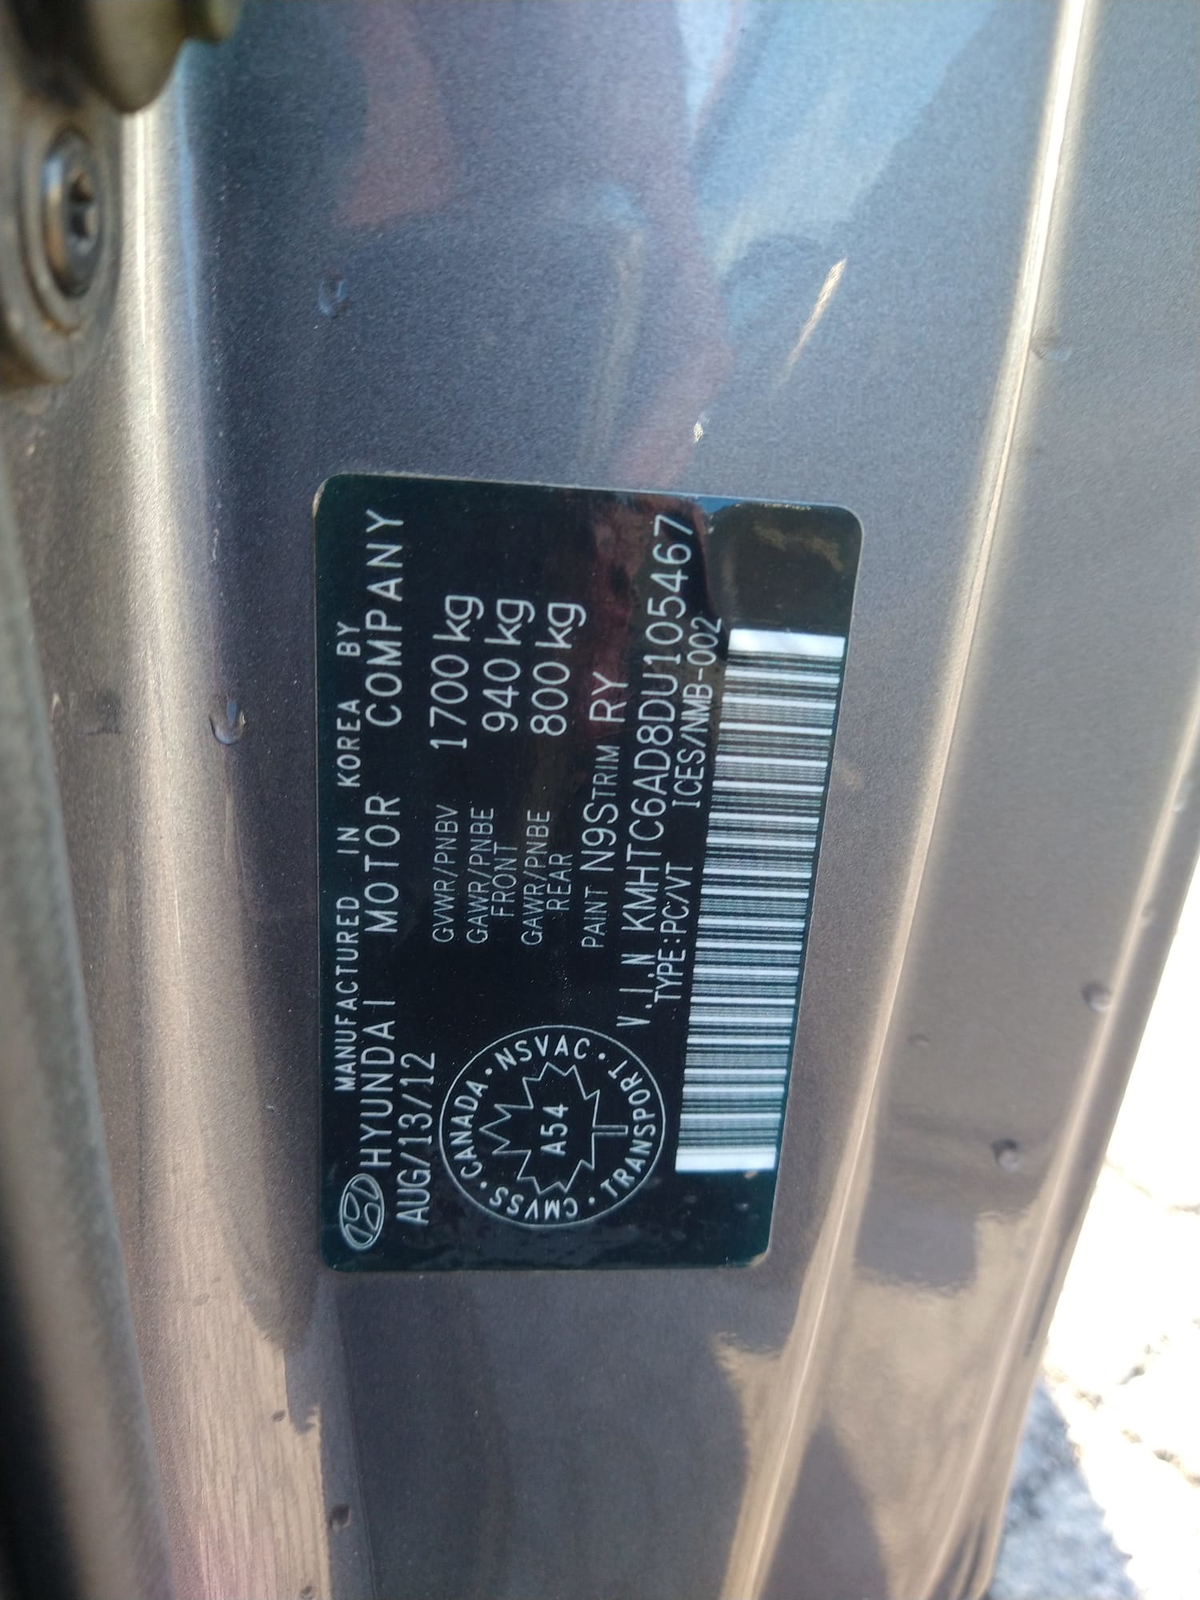 MANUFACTURED IN KOREA BY
HYUNDAI MOTOR COMPANY
AUG/13/12
GVWR/PNBV 1700 kg
GAWR/PNBE FRONT 940 kg
GAWR/PNBE REAR 800 kg
PAINT N9S TRIM RY
V.I.N KMHTC6AD8DU105467
TYPE:PC/VT ICES/NMB-002
CANADA · NSVAC · TRANSPORT · CMVSS ·
A54